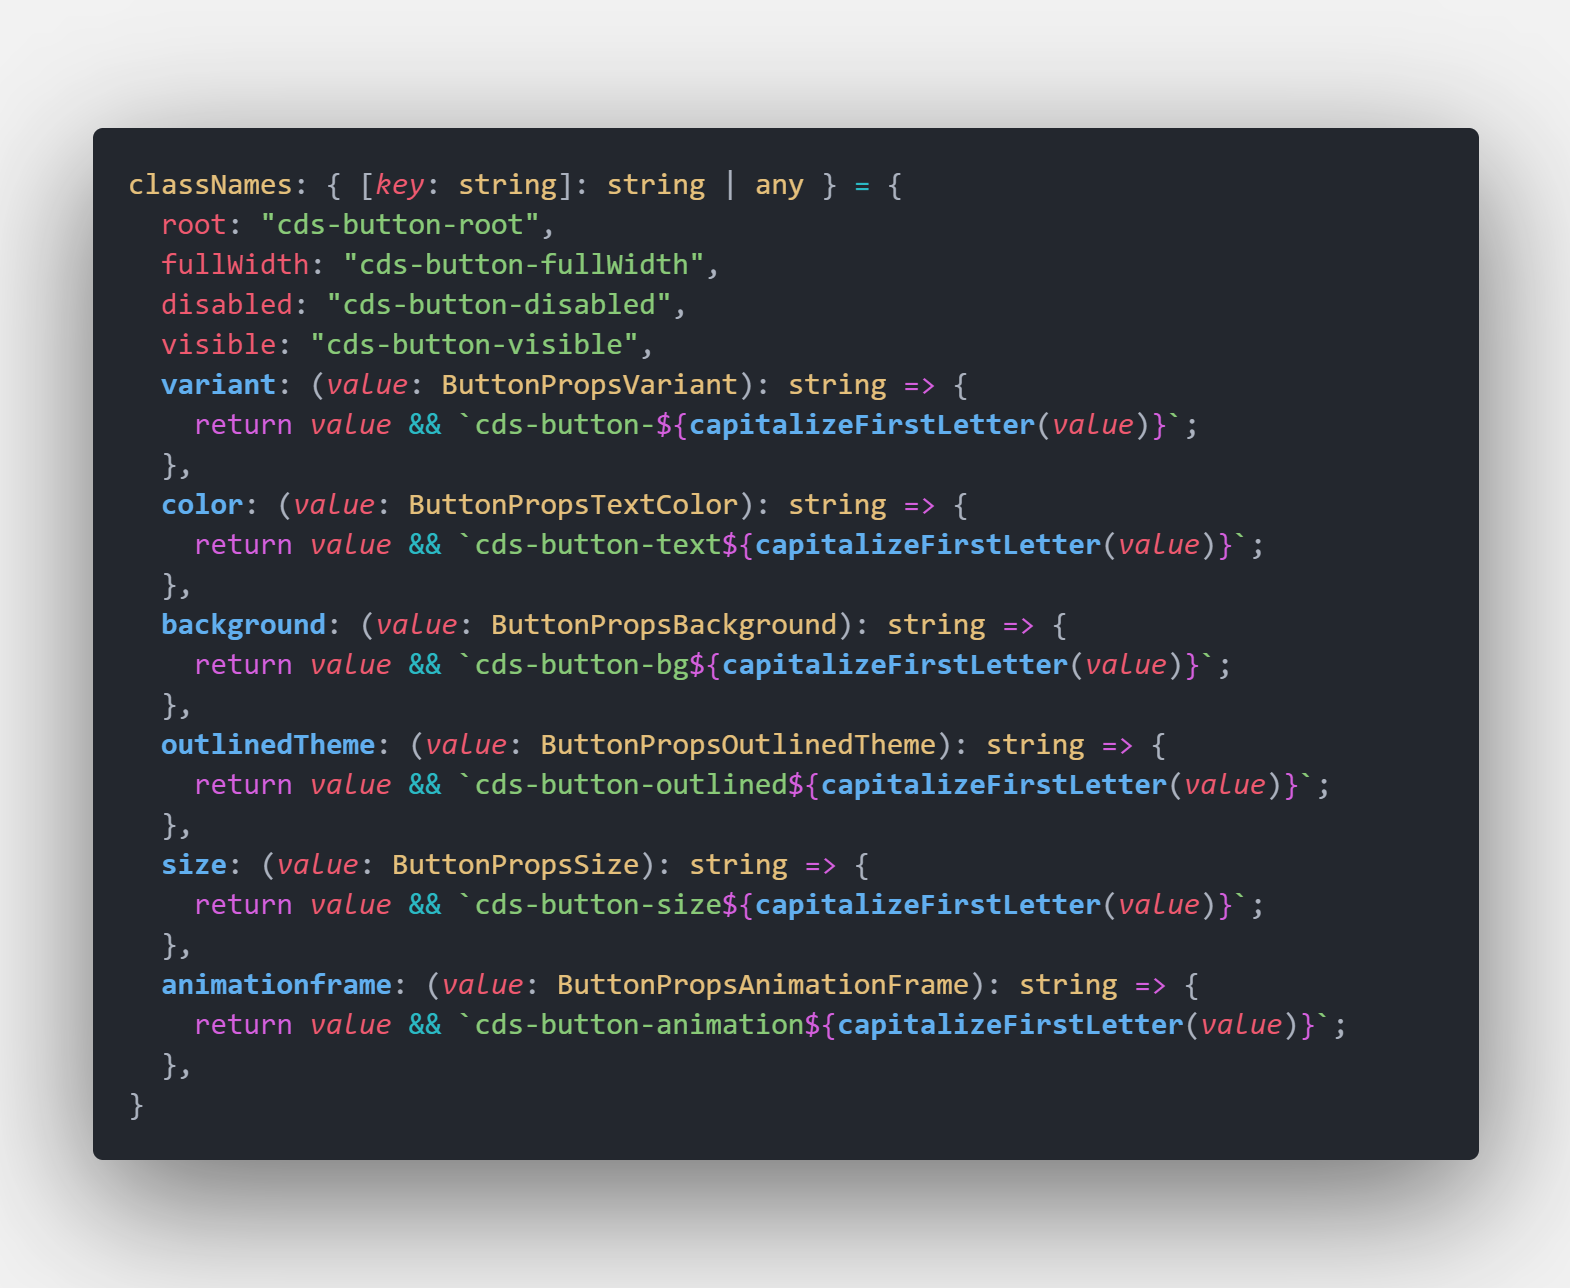 classNames: { [key: string]: string | any } = {
  root: "cds-button-root",
  fullWidth: "cds-button-fullWidth",
  disabled: "cds-button-disabled",
  visible: "cds-button-visible",
  variant: (value: ButtonPropsVariant): string => {
    return value && `cds-button-${capitalizeFirstLetter(value)}`;
  },
  color: (value: ButtonPropsTextColor): string => {
    return value && `cds-button-text${capitalizeFirstLetter(value)}`;
  },
  background: (value: ButtonPropsBackground): string => {
    return value && `cds-button-bg${capitalizeFirstLetter(value)}`;
  },
  outlinedTheme: (value: ButtonPropsOutlinedTheme): string => {
    return value && `cds-button-outlined${capitalizeFirstLetter(value)}`;
  },
  size: (value: ButtonPropsSize): string => {
    return value && `cds-button-size${capitalizeFirstLetter(value)}`;
  },
  animationframe: (value: ButtonPropsAnimationFrame): string => {
    return value && `cds-button-animation${capitalizeFirstLetter(value)}`;
  },
}